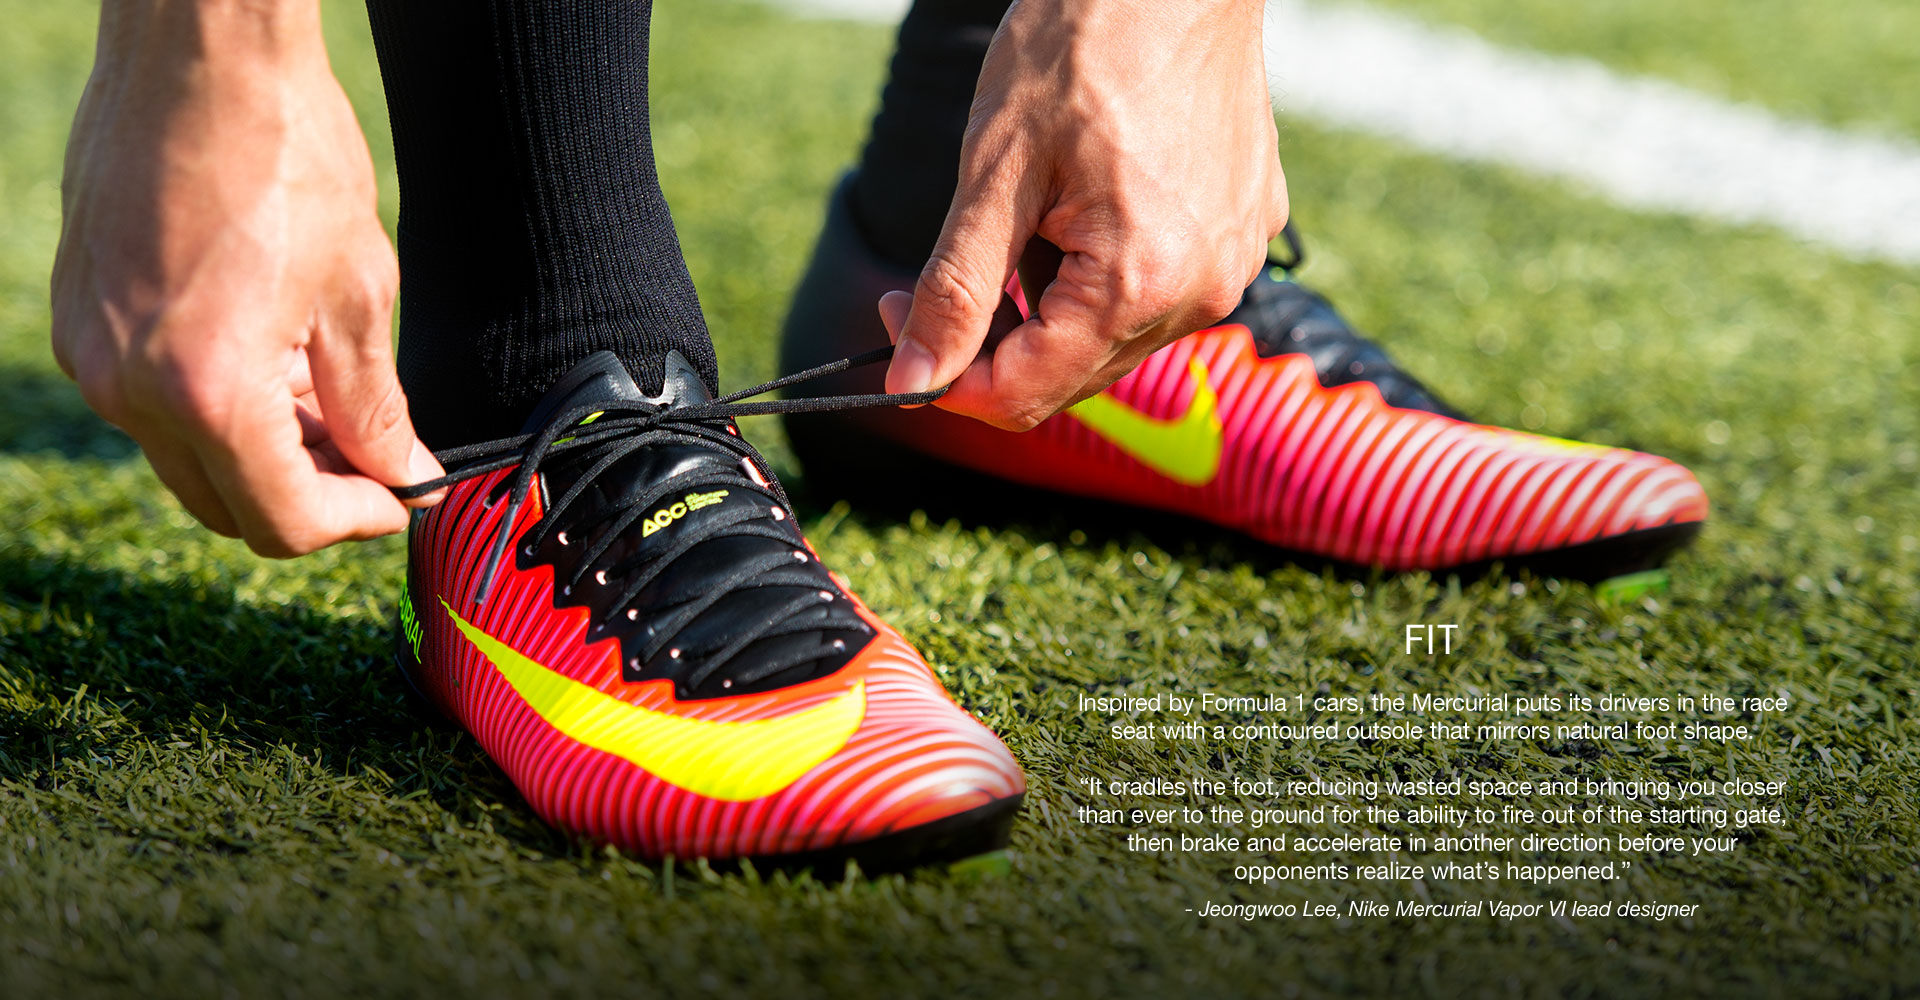 ACC
URIAL
FIT
Inspired by Formula 1 cars, the Mercurial puts its drivers in the race
seat with a contoured outsole that mirrors natural foot shape.
“It cradles the foot, reducing wasted space and bringing you closer
than ever to the ground for the ability to fire out of the starting gate,
then brake and accelerate in another direction before your
opponents realize what’s happened.”
- Jeongwoo Lee, Nike Mercurial Vapor VI lead designer